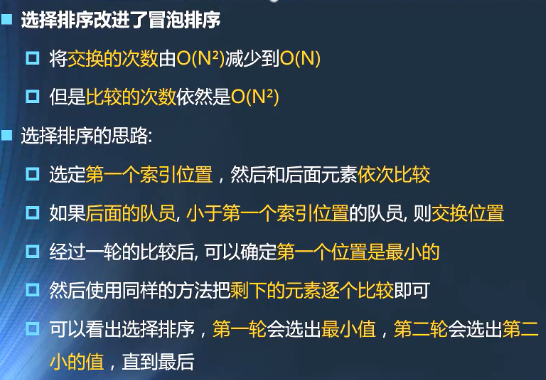 选择排序改进了冒泡排序
将交换的次数由O(N²)减少到O(N)
但是比较的次数依然是O(N²)
选择排序的思路:
选定第一个索引位置，然后和后面元素依次比较
如果后面的队员, 小于第一个索引位置的队员, 则交换位置
经过一轮的比较后, 可以确定第一个位置是最小的
然后使用同样的方法把剩下的元素逐个比较即可
可以看出选择排序，第一轮会选出最小值，第二轮会选出第二
小的值，直到最后